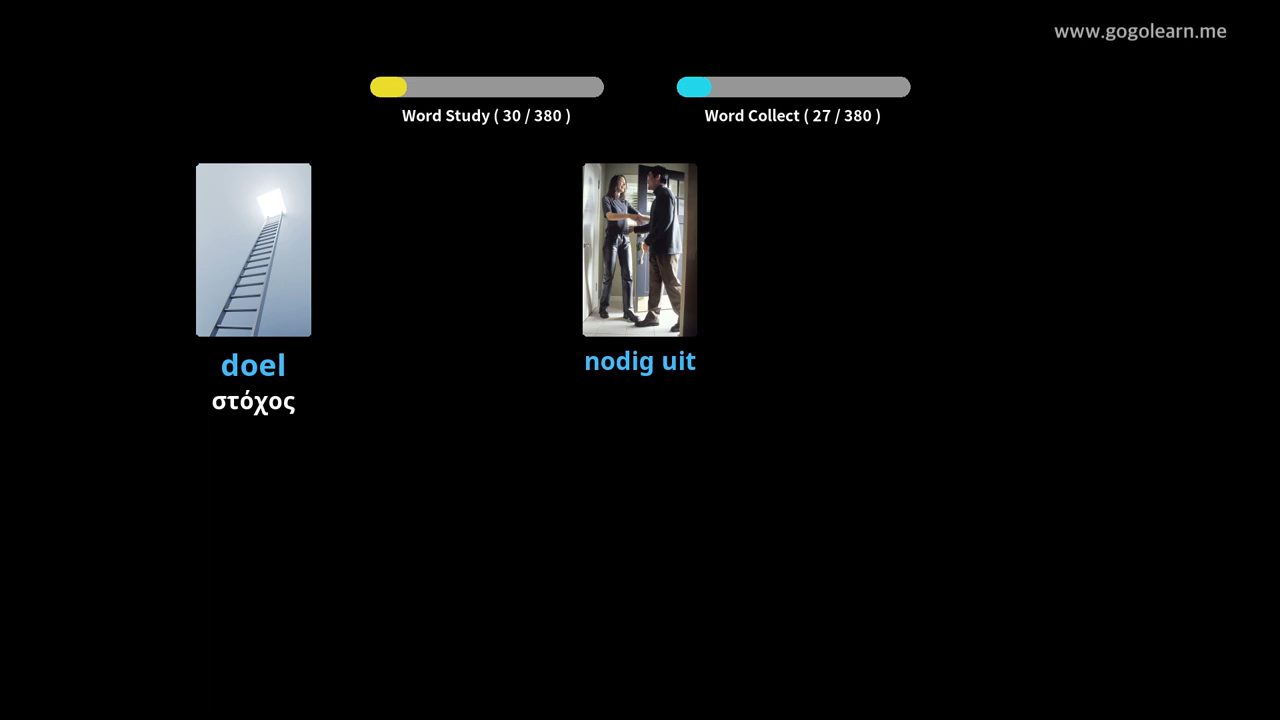 www.gogolearn.me
Word Study ( 30 / 380 )
Word Collect ( 27 / 380 )
doel
στόχος
nodig uit